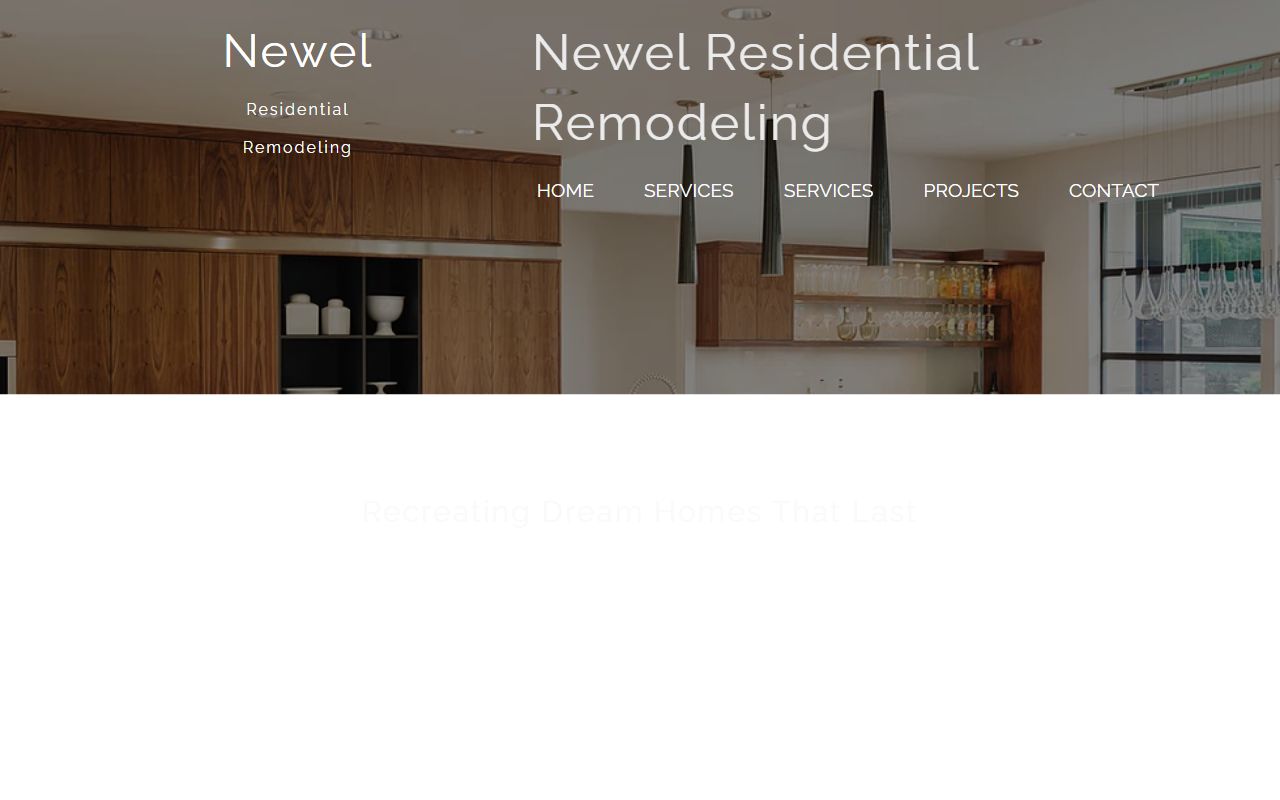 Newel
Residential
Remodeling
Newel Residential
Remodeling
HOME SERVICES SERVICES PROJECTS CONTACT
Recreating Dream Homes That Last